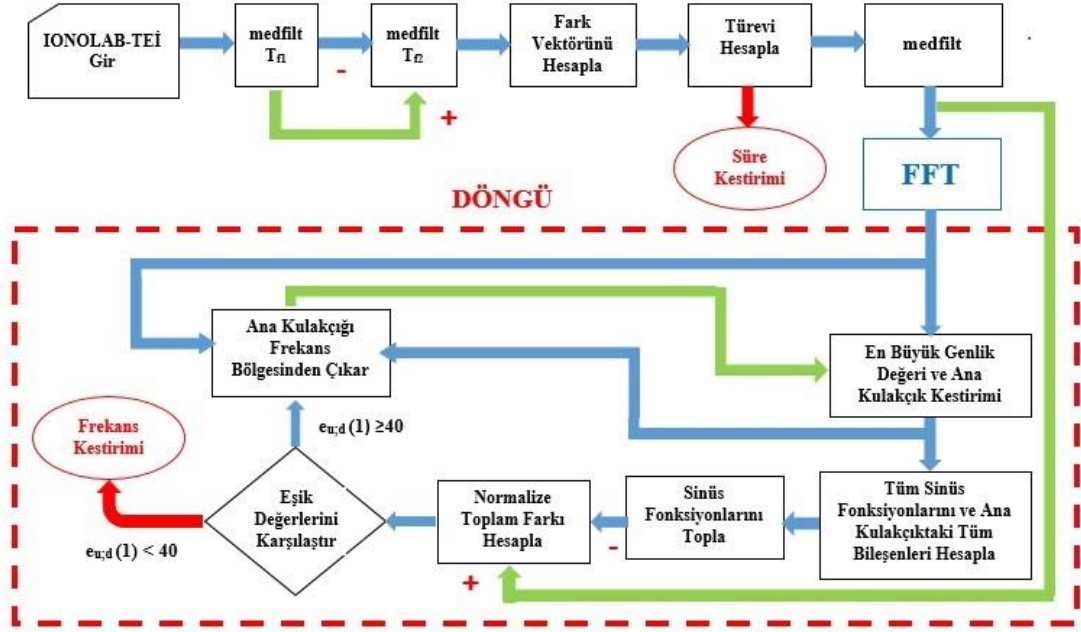 IONOLAB-TEİ
Gir
medfilt
Tf1
-
medfilt
Tf2
+
Fark
Vektörünü
Hesapla
Türevi
Hesapla
medfilt
Süre
Kestirimi
FFT
DÖNGÜ
Ana Kulakçığı
Frekans
Bölgesinden Çıkar
En Büyük Genlik
Değeri ve Ana
Kulakçık Kestirimi
Frekans
Kestirimi
eu;d (1) ≥40
Eşik
Değerlerini
Karşılaştır
eu;d (1) < 40
Normalize
Toplam Farkı
Hesapla
+
-
Sinüs
Fonksiyonlarını
Topla
Tüm Sinüs
Fonksiyonlarını ve Ana
Kulakçıktaki Tüm
Bileşenleri Hesapla